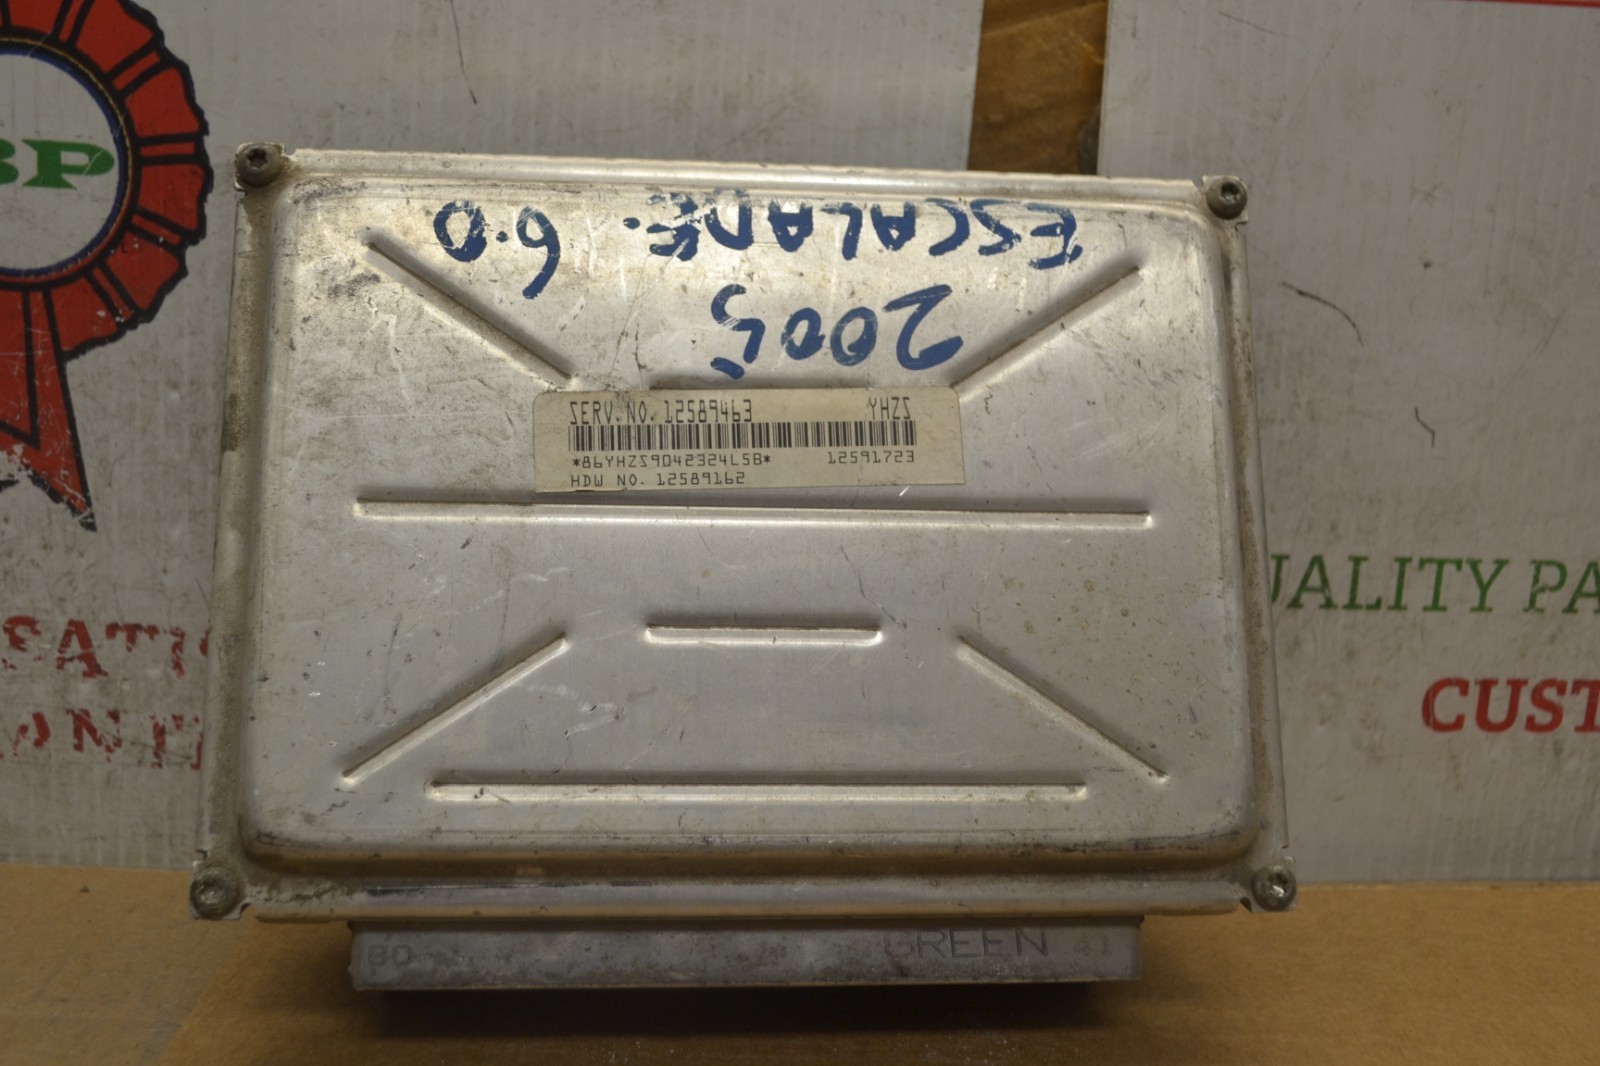 BP
ESCALADE. 6.0
2005
SERV. NO. 12589463 YHZS
*86YHZS9042324L5B* 12591723
HDW NO. 12589162
UALITY PA
CUST
SATI
80 GREEN 41